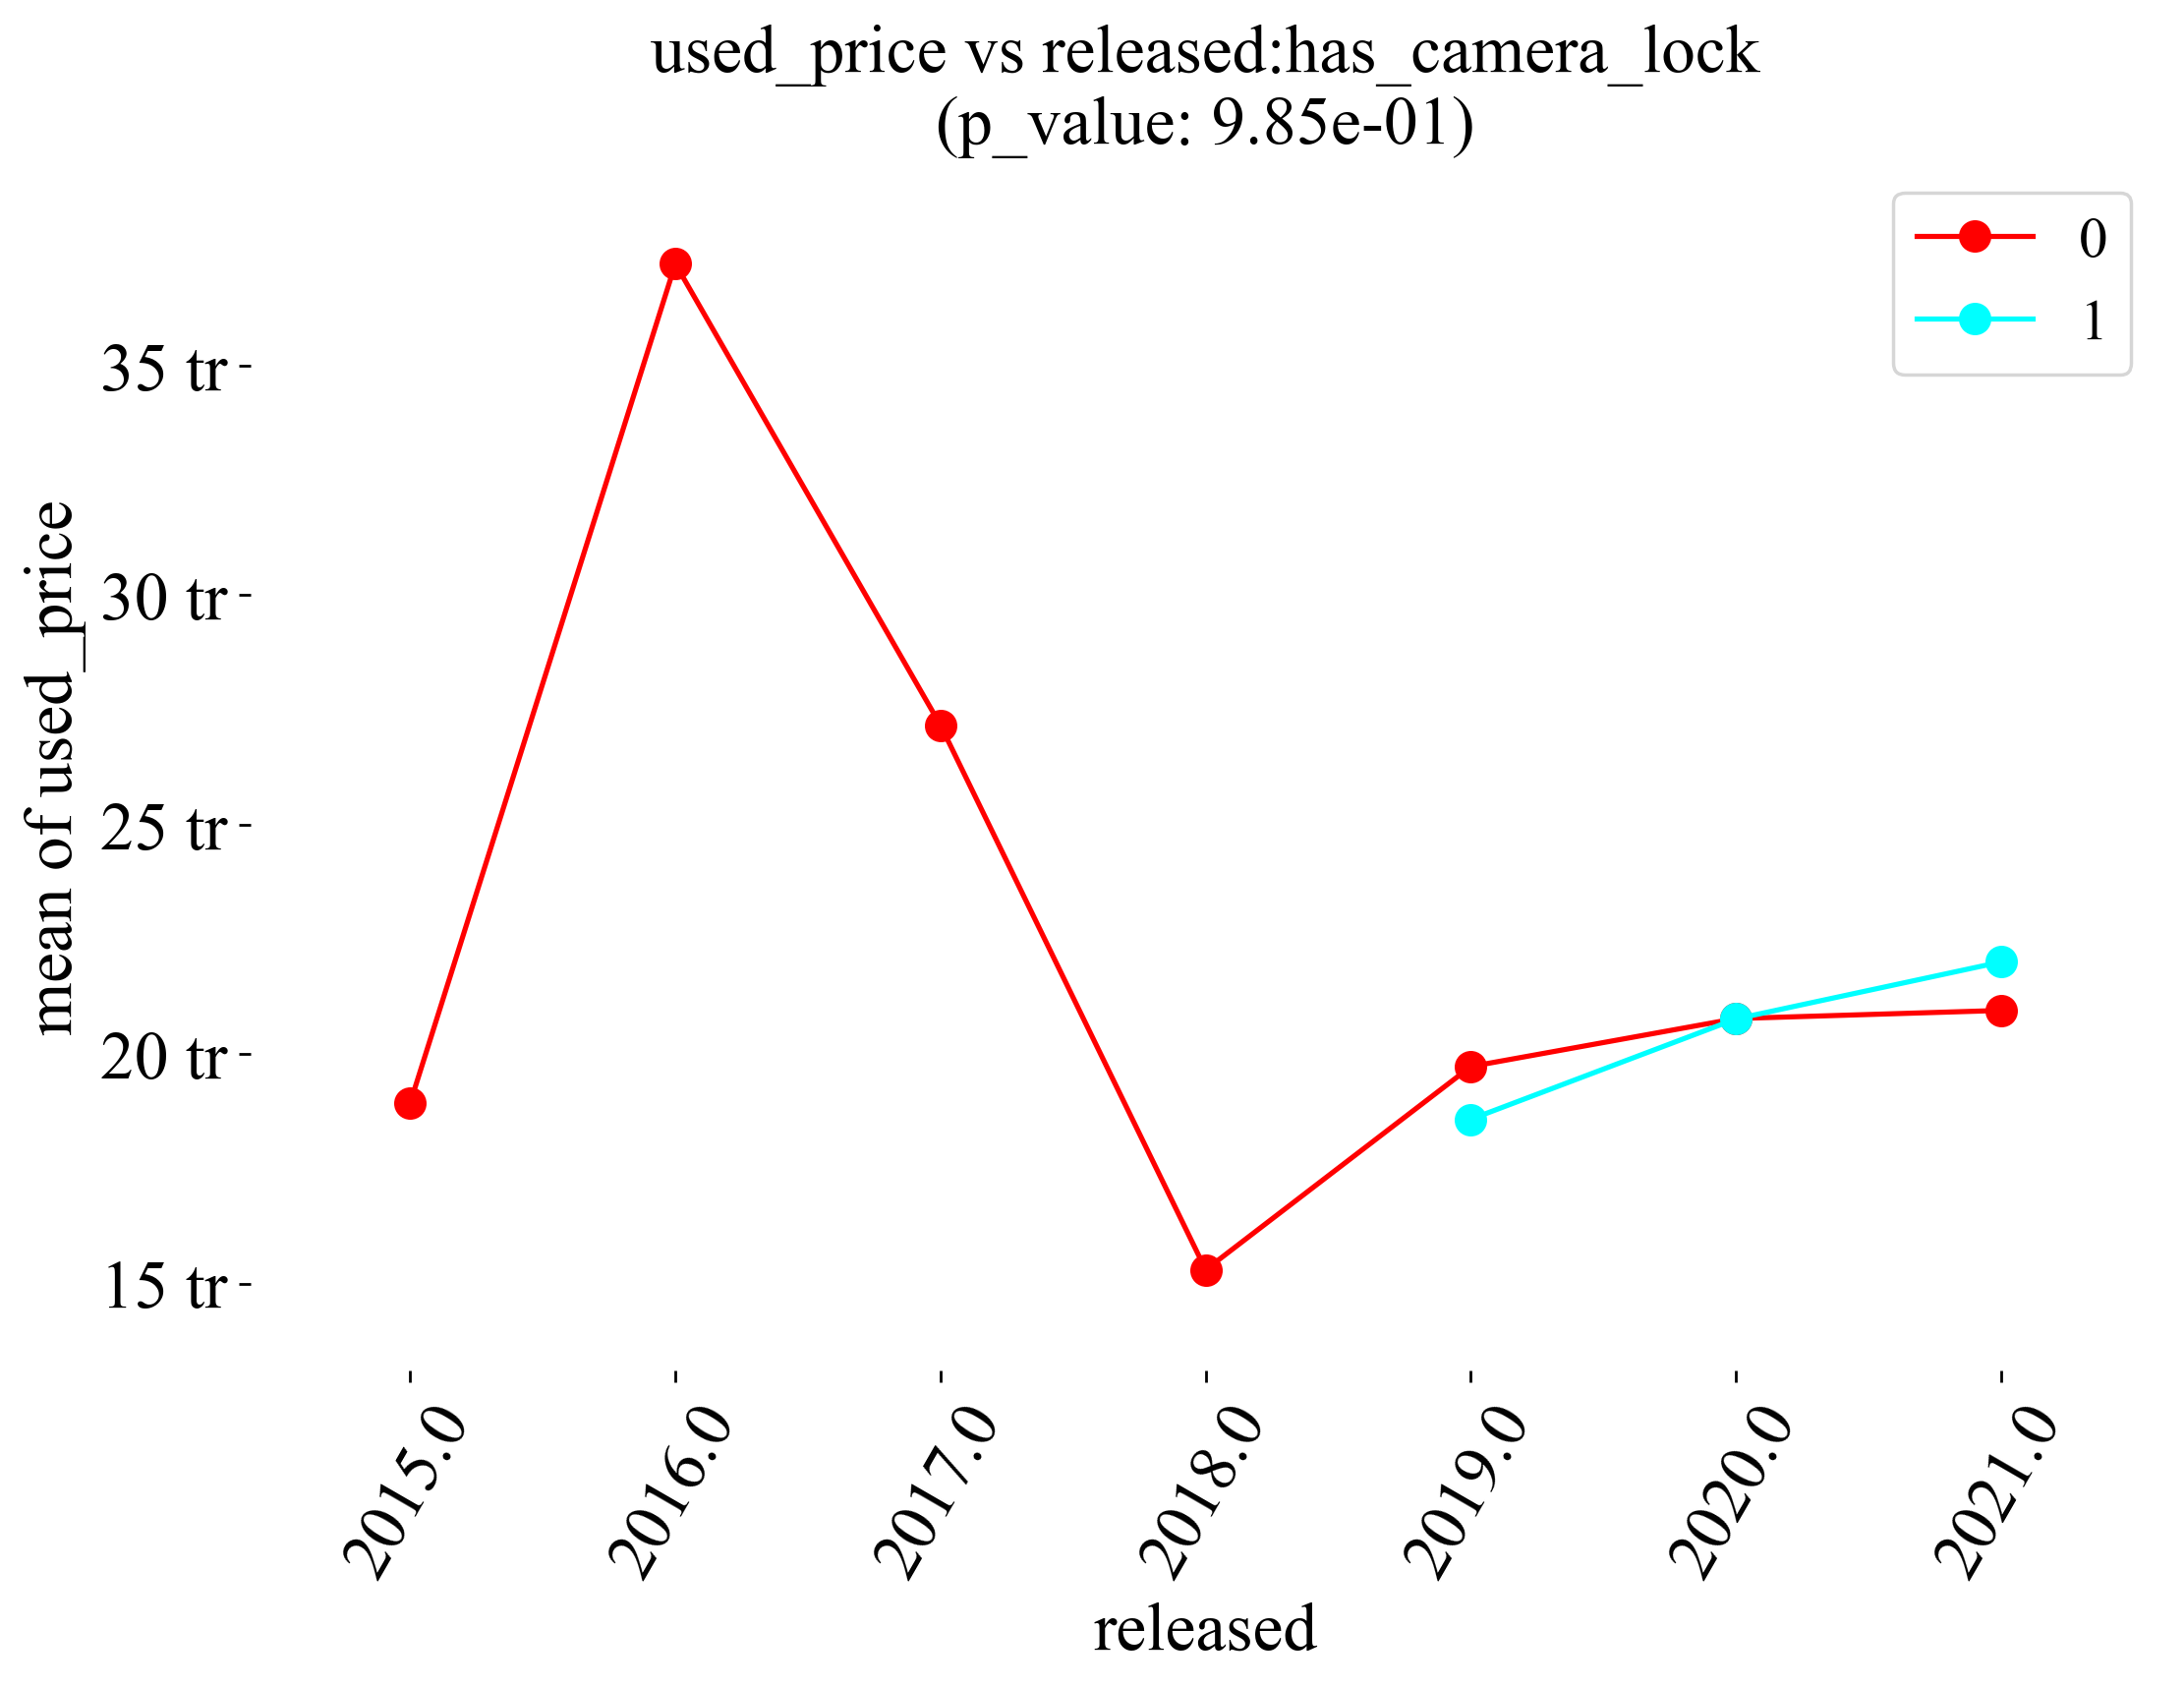 used_price vs released:has_camera_lock
(p_value: 9.85e-01)
0
1
mean of used_price
35 tr
30 tr
25 tr
20 tr
15 tr
2015.0
2016.0
2017.0
2018.0
2019.0
2020.0
2021.0
released